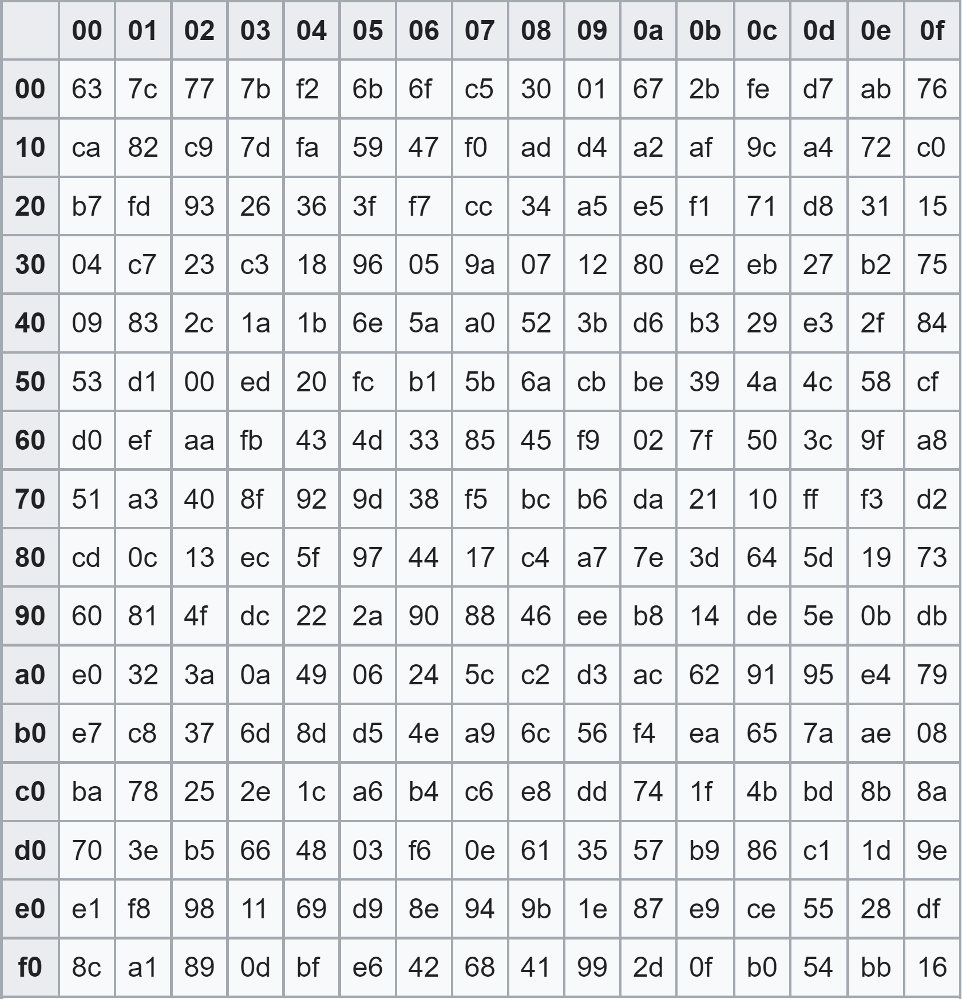 00 01 02 03 04 05 06 07 08 09 0a 0b 0c 0d 0e 0f
00 63 7c 77 7b f2 6b 6f c5 30 01 67 2b fe d7 ab 76
10 ca 82 c9 7d fa 59 47 f0 ad d4 a2 af 9c a4 72 c0
20 b7 fd 93 26 36 3f f7 cc 34 a5 e5 f1 71 d8 31 15
30 04 c7 23 c3 18 96 05 9a 07 12 80 e2 eb 27 b2 75
40 09 83 2c 1a 1b 6e 5a a0 52 3b d6 b3 29 e3 2f 84
50 53 d1 00 ed 20 fc b1 5b 6a cb be 39 4a 4c 58 cf
60 d0 ef aa fb 43 4d 33 85 45 f9 02 7f 50 3c 9f a8
70 51 a3 40 8f 92 9d 38 f5 bc b6 da 21 10 ff f3 d2
80 cd 0c 13 ec 5f 97 44 17 c4 a7 7e 3d 64 5d 19 73
90 60 81 4f dc 22 2a 90 88 46 ee b8 14 de 5e 0b db
a0 e0 32 3a 0a 49 06 24 5c c2 d3 ac 62 91 95 e4 79
b0 e7 c8 37 6d 8d d5 4e a9 6c 56 f4 ea 65 7a ae 08
c0 ba 78 25 2e 1c a6 b4 c6 e8 dd 74 1f 4b bd 8b 8a
d0 70 3e b5 66 48 03 f6 0e 61 35 57 b9 86 c1 1d 9e
e0 e1 f8 98 11 69 d9 8e 94 9b 1e 87 e9 ce 55 28 df
f0 8c a1 89 0d bf e6 42 68 41 99 2d 0f b0 54 bb 16